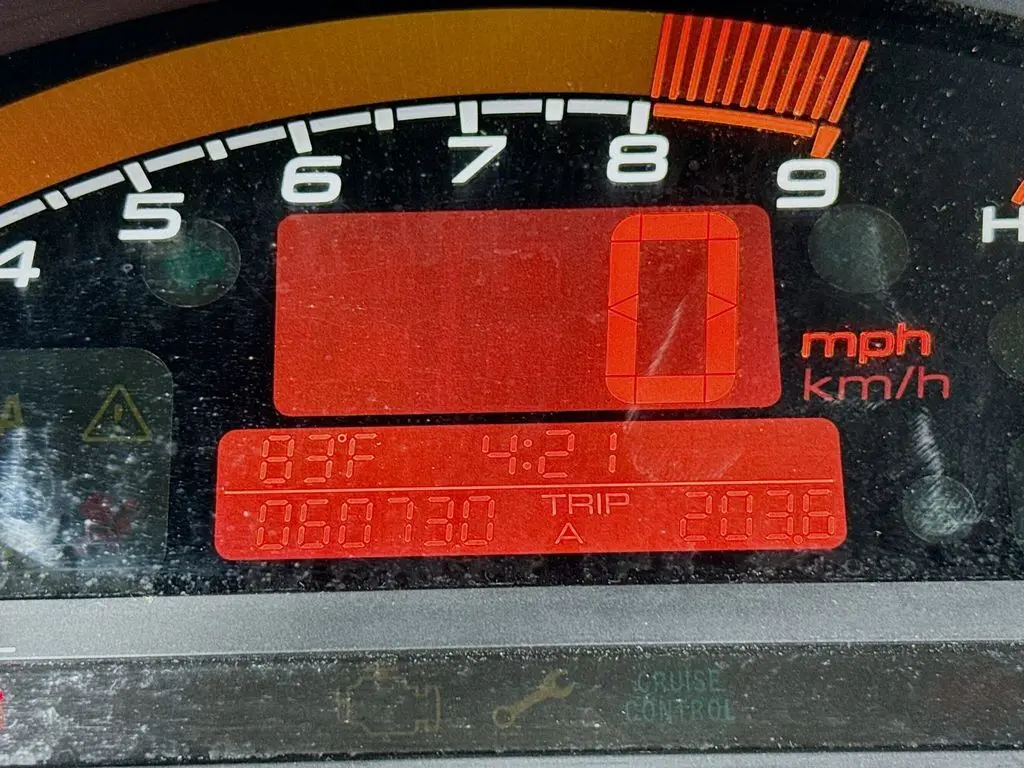 4 5 6 7 8 9 H
0
mph
km/h
83°F 4:21
TRIP
060730 A 203.6
CRUISE
CONTROL